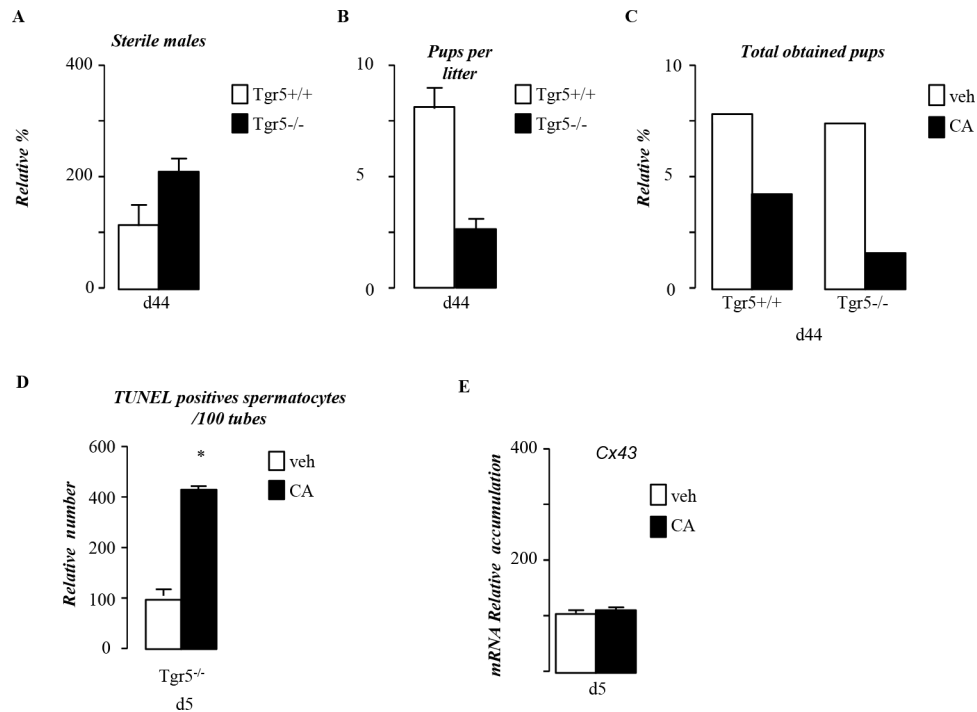 A
Sterile males
400
200
0
Relative %
Tgr5+/+
Tgr5-/-
d44
B
Pups per
litter
10
5
0
Tgr5+/+
Tgr5-/-
d44
C
Total obtained pups
10
5
0
Relative %
veh
CA
Tgr5+/+ Tgr5-/-
d44
D
TUNEL positives spermatocytes
/100 tubes
600
400
200
100
0
Relative number
*
veh
CA
Tgr5-/-
d5
E
Cx43
400
200
0
mRNA Relative accumulation
veh
CA
d5